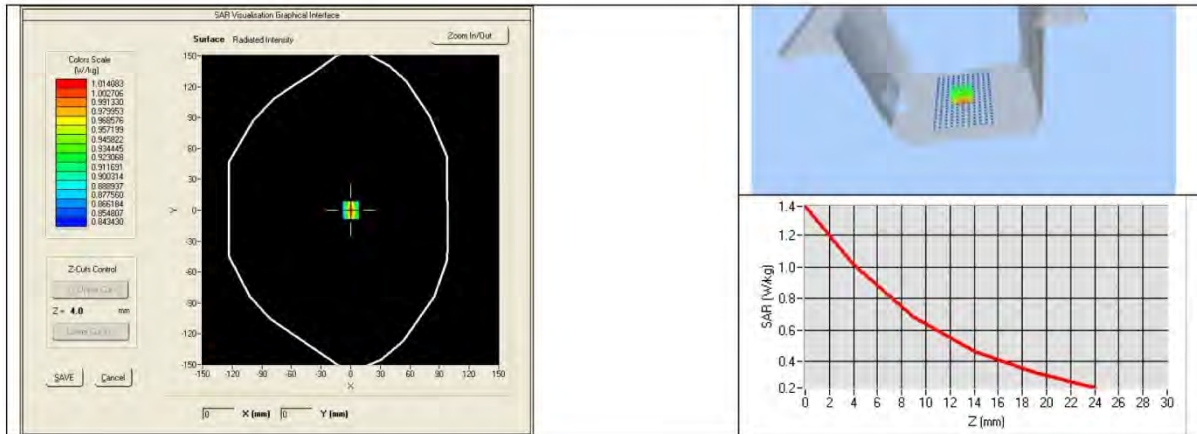 SAR Visualisation Graphical Interface
Surface Radiated Intensity
Zoom In/Out
Colors Scale
(W/kg)
1.014083
1.002706
0.991330
0.979953
0.968576
0.957199
0.945822
0.934445
0.923068
0.911691
0.900314
0.888937
0.877560
0.866184
0.854807
0.843430
Z-Cuts Control
Z = 4.0 mm
SAVE Cancel
150
120
90
60
30
0
-30
-60
-90
-120
-150
Y
-150 -120 -90 -60 -30 0 30 60 90 120 150
X
0 X (mm) 0 Y (mm)
1.4
1.2
1.0
0.8
0.6
0.4
0.2
SAR (W/kg)
0 2 4 6 8 10 12 14 16 18 20 22 24 26 28 30
Z (mm)